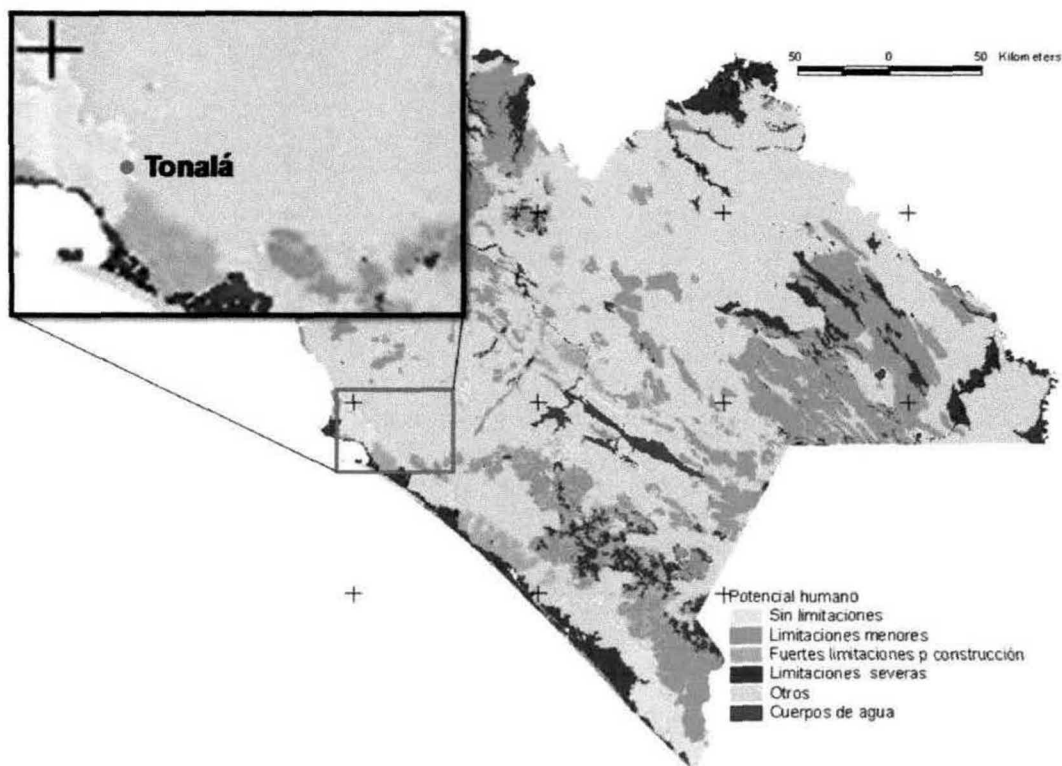 Tonalá
50 0 50 Kilometers
Potencial humano
Sin limitaciones
Limitaciones menores
Fuertes limitaciones p construcción
Limitaciones severas
Otros
Cuerpos de agua